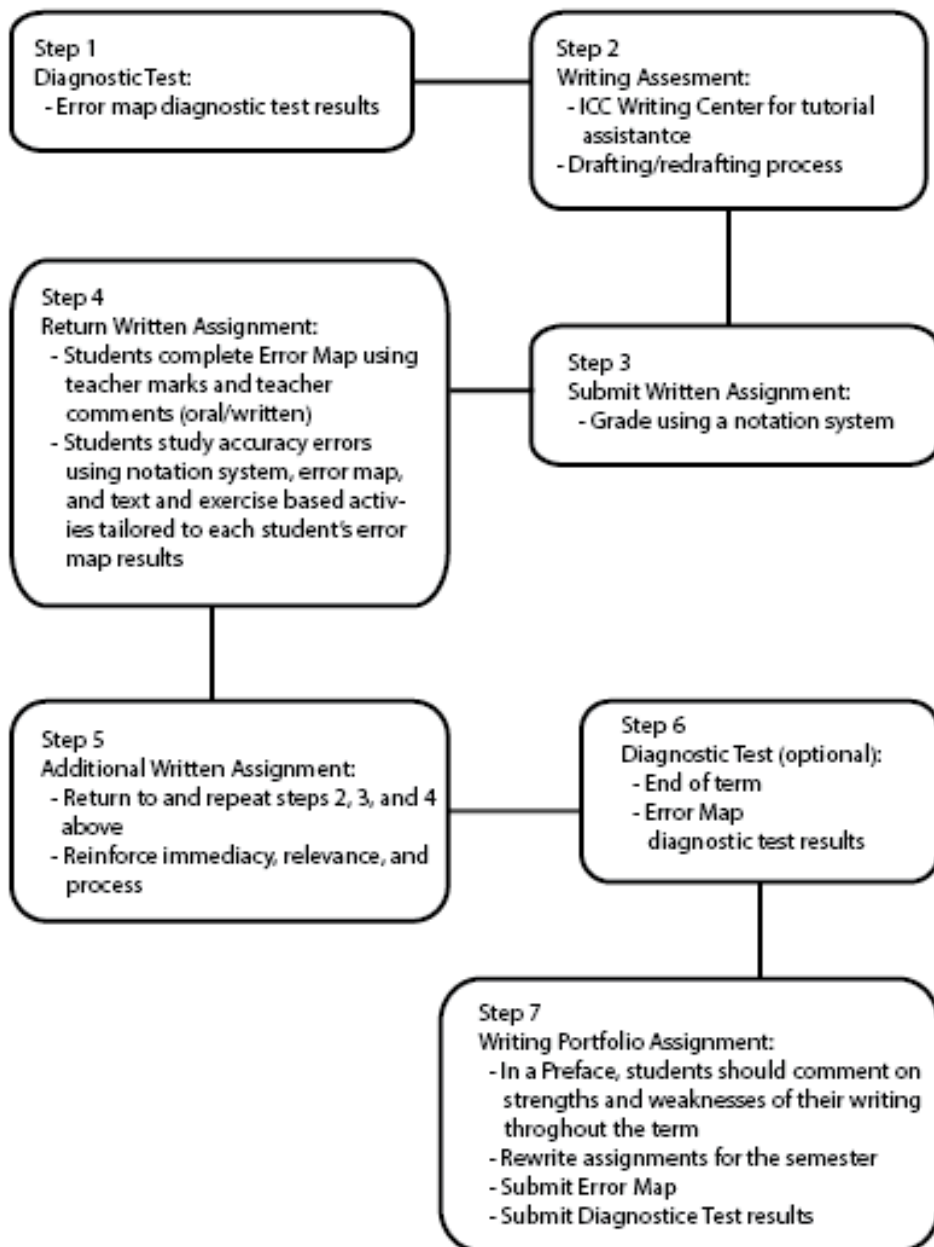 Step 1
Diagnostic Test:
- Error map diagnostic test results
Step 2
Writing Assesment:
- ICC Writing Center for tutorial
assistantce
- Drafting/redrafting process
Step 3
Submit Written Assignment:
- Grade using a notation system
Step 4
Return Written Assignment:
- Students complete Error Map using
teacher marks and teacher
comments (oral/written)
- Students study accuracy errors
using notation system, error map,
and text and exercise based activ-
ies tailored to each student's error
map results
Step 5
Additional Written Assignment:
- Return to and repeat steps 2, 3, and 4
above
- Reinforce immediacy, relevance, and
process
Step 6
Diagnostic Test (optional):
- End of term
- Error Map
diagnostic test results
Step 7
Writing Portfolio Assignment:
- In a Preface, students should comment on
strengths and weaknesses of their writing
throghout the term
- Rewrite assignments for the semester
- Submit Error Map
- Submit Diagnostice Test results